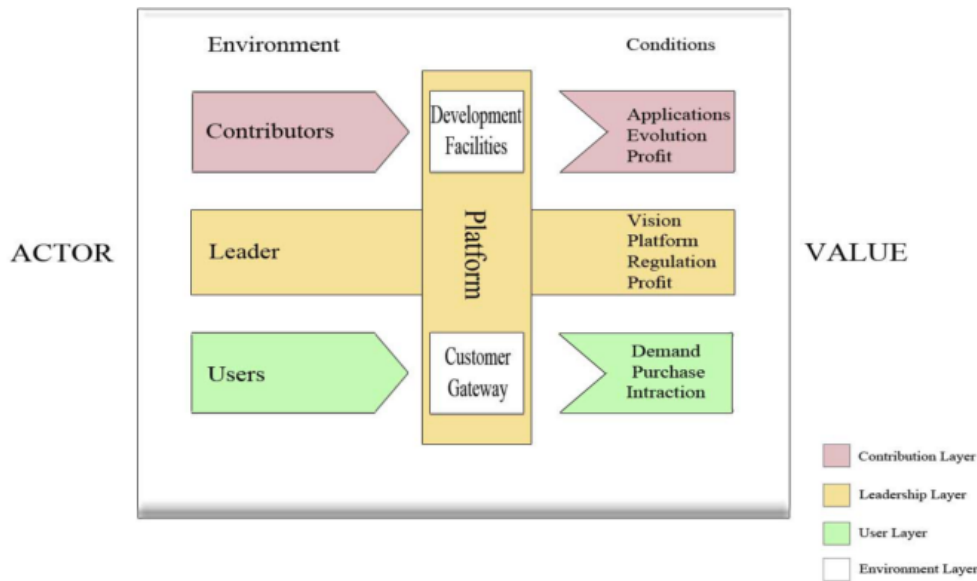 Environment
Conditions
Contributors
Development
Facilities
Applications
Evolution
Profit
ACTOR
Leader
Platform
Vision
Platform
Regulation
Profit
VALUE
Users
Customer
Gateway
Demand
Purchase
Intraction
Contribution Layer
Leadership Layer
User Layer
Environment Layer